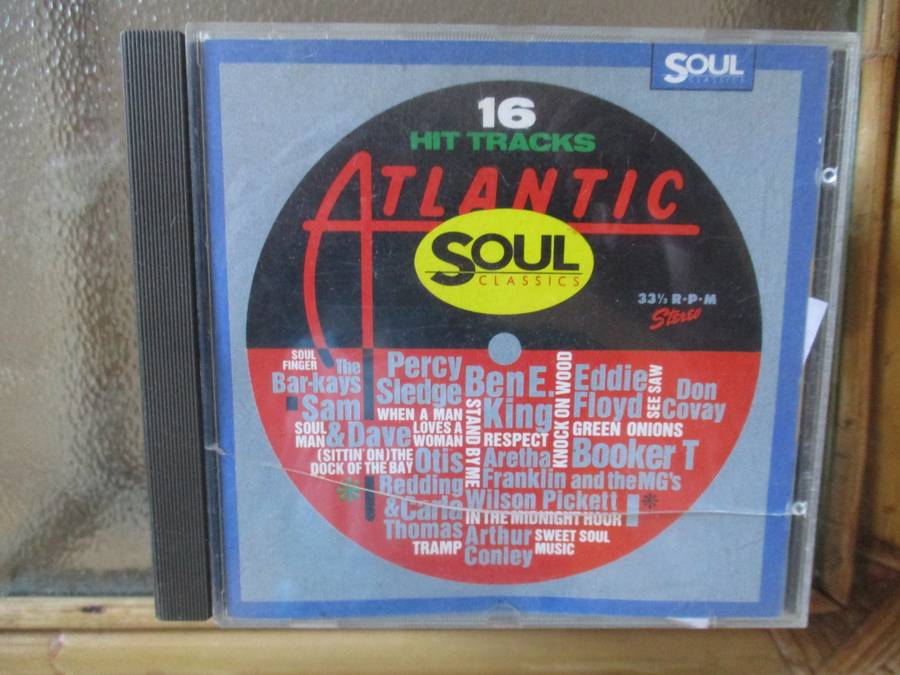 SOUL
CLASSICS
16
HIT TRACKS
ATLANTIC
SOUL
CLASSICS
33⅓ R·P·M
Stereo
SOUL
FINGER
The
Bar-kays
Sam
& Dave
SOUL
MAN
(SITTIN' ON) THE
DOCK OF THE BAY
Percy
Sledge
WHEN A MAN
LOVES A
WOMAN
Otis
Redding
& Carla
Thomas
TRAMP
Ben E.
King
STAND BY ME
RESPECT
Aretha
Franklin
Wilson Pickett
IN THE MIDNIGHT HOUR
Arthur
Conley
SWEET SOUL
MUSIC
KNOCK ON WOOD
Eddie
Floyd
SEE SAW
Don
Covay
GREEN ONIONS
Booker T
and the MG's